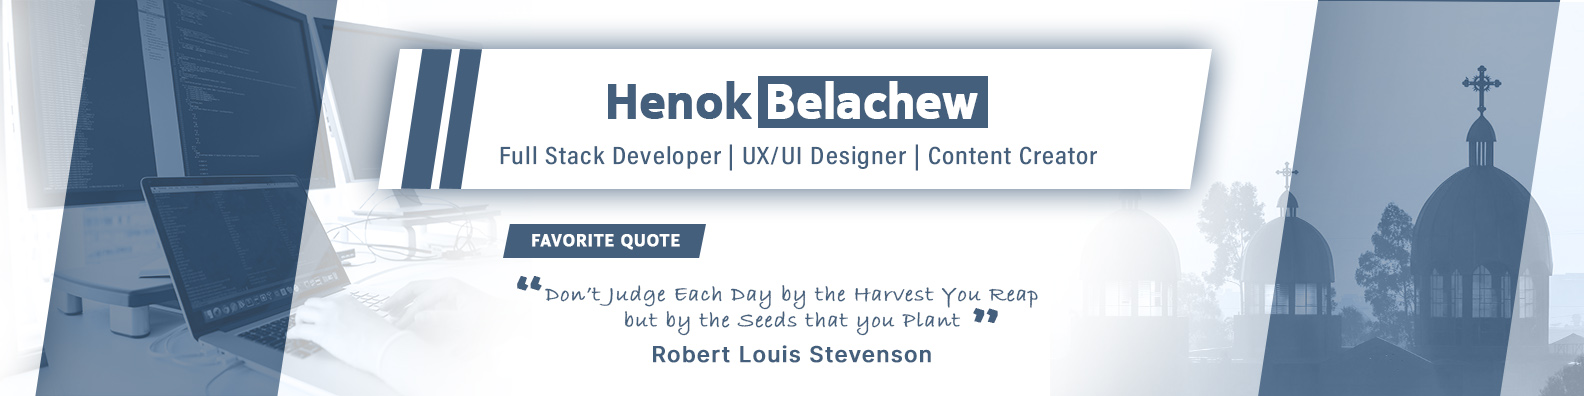 Henok Belachew
Full Stack Developer | UX/UI Designer | Content Creator
FAVORITE QUOTE
“Don't Judge Each Day by the Harvest You Reap
but by the Seeds that you Plant ”
Robert Louis Stevenson